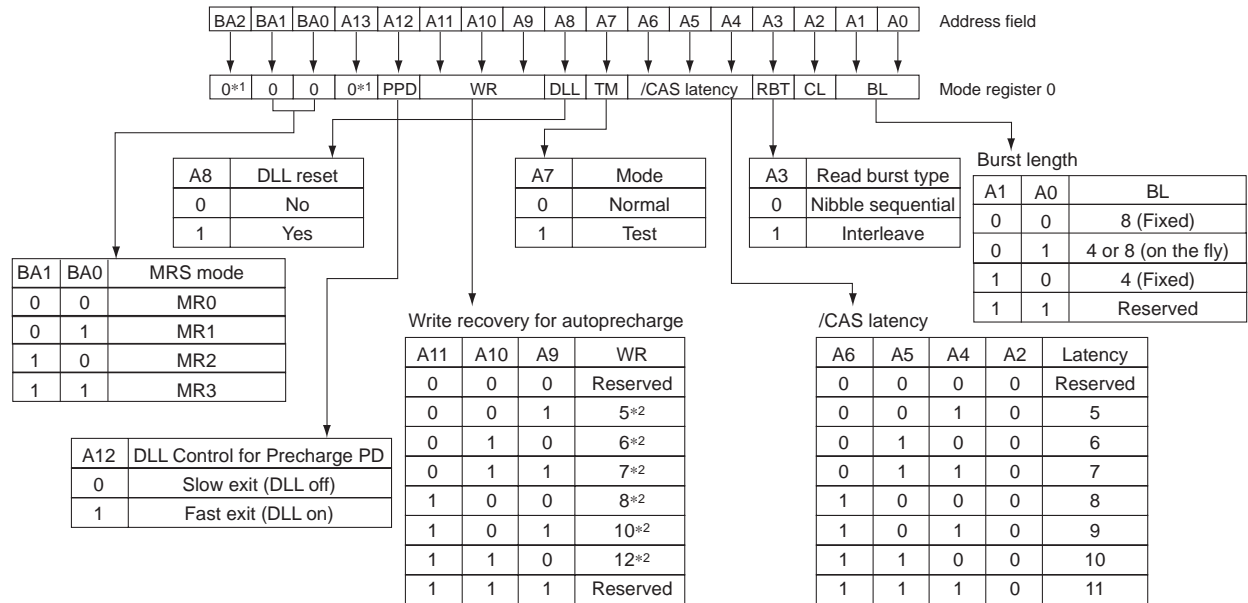 BA2 BA1 BA0 A13 A12 A11 A10 A9 A8 A7 A6 A5 A4 A3 A2 A1 A0 Address field
0*1 0 0 0*1 PPD WR DLL TM /CAS latency RBT CL BL Mode register 0
A8 DLL reset
0 No
1 Yes
A7 Mode
0 Normal
1 Test
A3 Read burst type
0 Nibble sequential
1 Interleave
Burst length
A1 A0 BL
0 0 8 (Fixed)
0 1 4 or 8 (on the fly)
1 0 4 (Fixed)
1 1 Reserved
BA1 BA0 MRS mode
0 0 MR0
0 1 MR1
1 0 MR2
1 1 MR3
A12 DLL Control for Precharge PD
0 Slow exit (DLL off)
1 Fast exit (DLL on)
Write recovery for autoprecharge
A11 A10 A9 WR
0 0 0 Reserved
0 0 1 5*2
0 1 0 6*2
0 1 1 7*2
1 0 0 8*2
1 0 1 10*2
1 1 0 12*2
1 1 1 Reserved
/CAS latency
A6 A5 A4 A2 Latency
0 0 0 0 Reserved
0 0 1 0 5
0 1 0 0 6
0 1 1 0 7
1 0 0 0 8
1 0 1 0 9
1 1 0 0 10
1 1 1 0 11